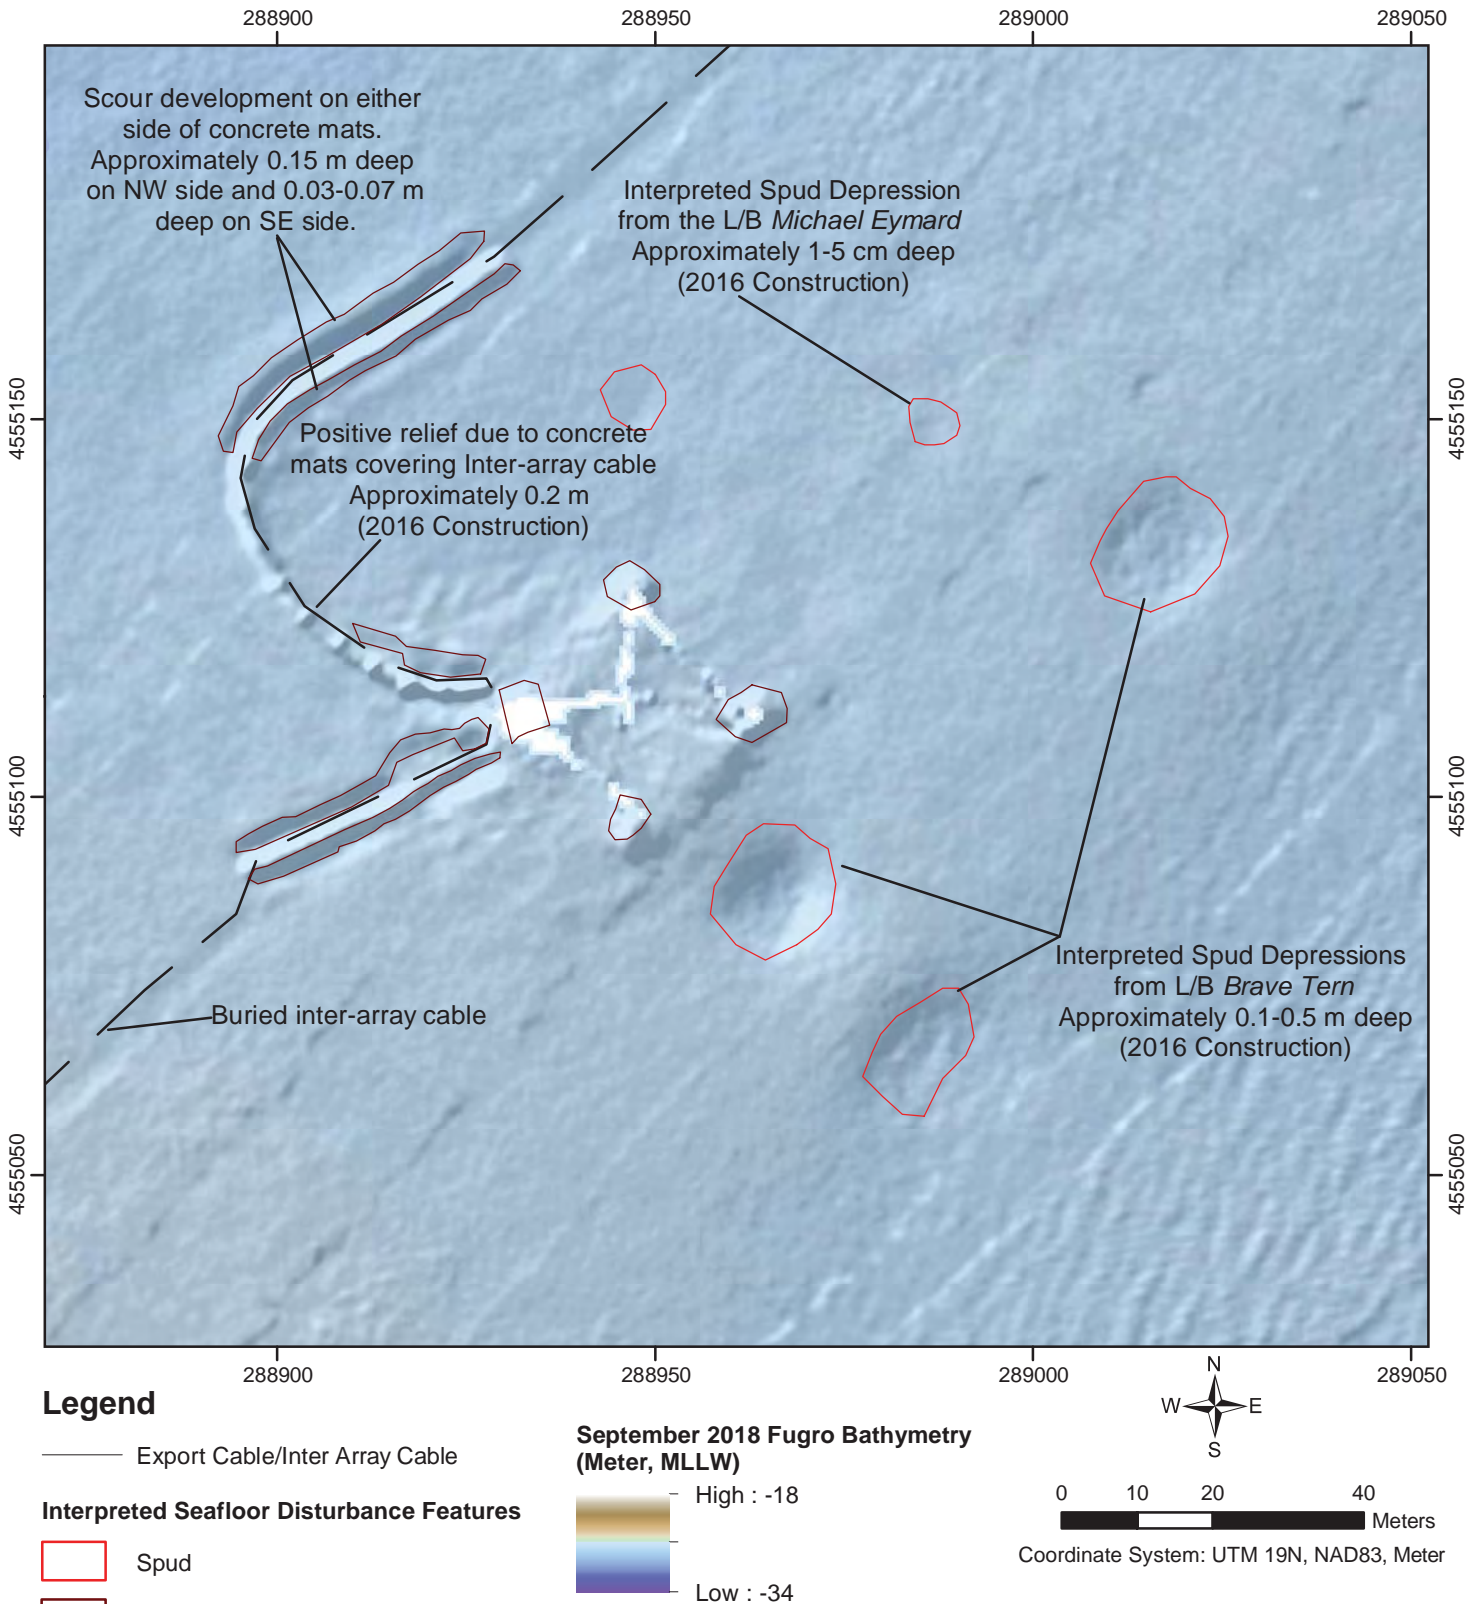 288900
288950
289000
289050
Scour development on either
side of concrete mats.
Approximately 0.15 m deep
on NW side and 0.03-0.07 m
deep on SE side.
Interpreted Spud Depression
from the L/B Michael Eymard
Approximately 1-5 cm deep
(2016 Construction)
4555150
4555150
Positive relief due to concrete
mats covering Inter-array cable
Approximately 0.2 m
(2016 Construction)
4555100
4555100
Interpreted Spud Depressions
from L/B Brave Tern
Approximately 0.1-0.5 m deep
(2016 Construction)
Buried inter-array cable
4555050
4555050
288900
288950
289000
289050
Legend
Export Cable/Inter Array Cable
Interpreted Seafloor Disturbance Features
Spud
September 2018 Fugro Bathymetry
(Meter, MLLW)
High : -18
Low : -34
N
W E
S
0 10 20 40
Meters
Coordinate System: UTM 19N, NAD83, Meter